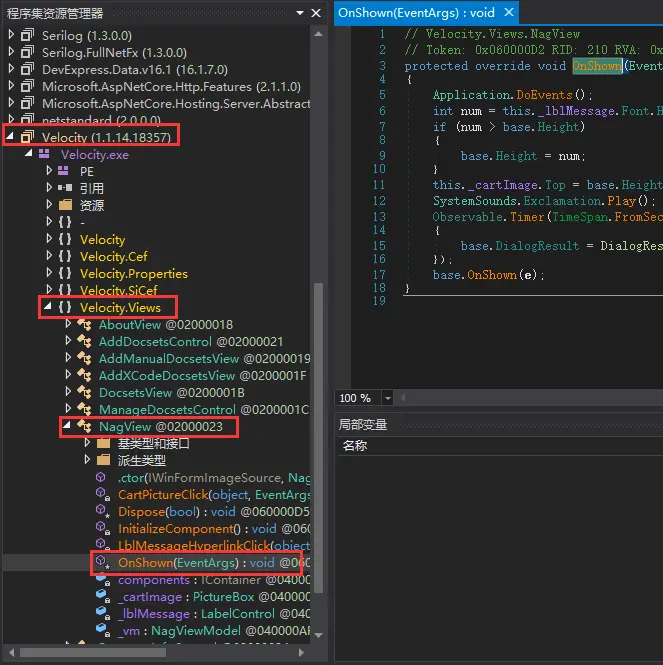 程序集资源管理器
Serilog (1.3.0.0)
Serilog.FullNetFx (1.3.0.0)
DevExpress.Data.v16.1 (16.1.7.0)
Microsoft.AspNetCore.Http.Features (2.1.1.0)
Microsoft.AspNetCore.Hosting.Server.Abstract
netstandard (2.0.0.0)
Velocity (1.1.14.18357)
Velocity.exe
PE
引用
资源
{ } -
{ } Velocity
{ } Velocity.Cef
{ } Velocity.Properties
{ } Velocity.SiCef
{ } Velocity.Views
AboutView @02000018
AddDocsetsControl @02000021
AddManualDocsetsView @02000019
AddXCodeDocsetsView @0200001F
DocsetsView @0200001B
ManageDocsetsControl @0200001C
NagView @02000023
基类型和接口
派生类型
.ctor(IWinFormImageSource, Nag
CartPictureClick(object, EventArgs
Dispose(bool) : void @060000D5
InitializeComponent() : void @06
LblMessageHyperlinkClick(object
OnShown(EventArgs) : void @060
components : IContainer @04000
_cartImage : PictureBox @040000
_lblMessage : LabelControl @0400
_vm : NagViewModel @040000AF
OnShown(EventArgs) : void
1 // Velocity.Views.NagView
2 // Token: 0x060000D2 RID: 210 RVA: 0x
3 protected override void OnShown(Even
4 {
5 Application.DoEvents();
6 int num = this._lblMessage.Font.H
7 if (num > base.Height)
8 {
9 base.Height = num;
10 }
11 this._cartImage.Top = base.Height
12 SystemSounds.Exclamation.Play();
13 Observable.Timer(TimeSpan.FromSec
14 {
15 base.DialogResult = DialogRes
16 });
17 base.OnShown(e);
18 }
19
100 %
局部变量
名称